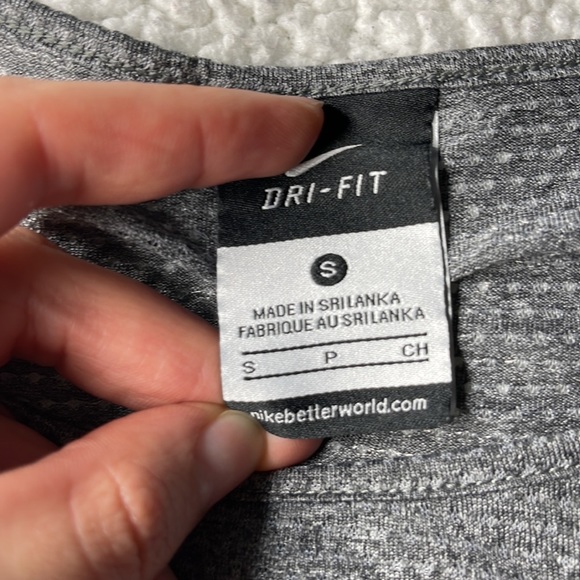 DRI-FIT
S
MADE IN SRI LANKA
FABRIQUE AU SRI LANKA
S P CH
nikebetterworld.com